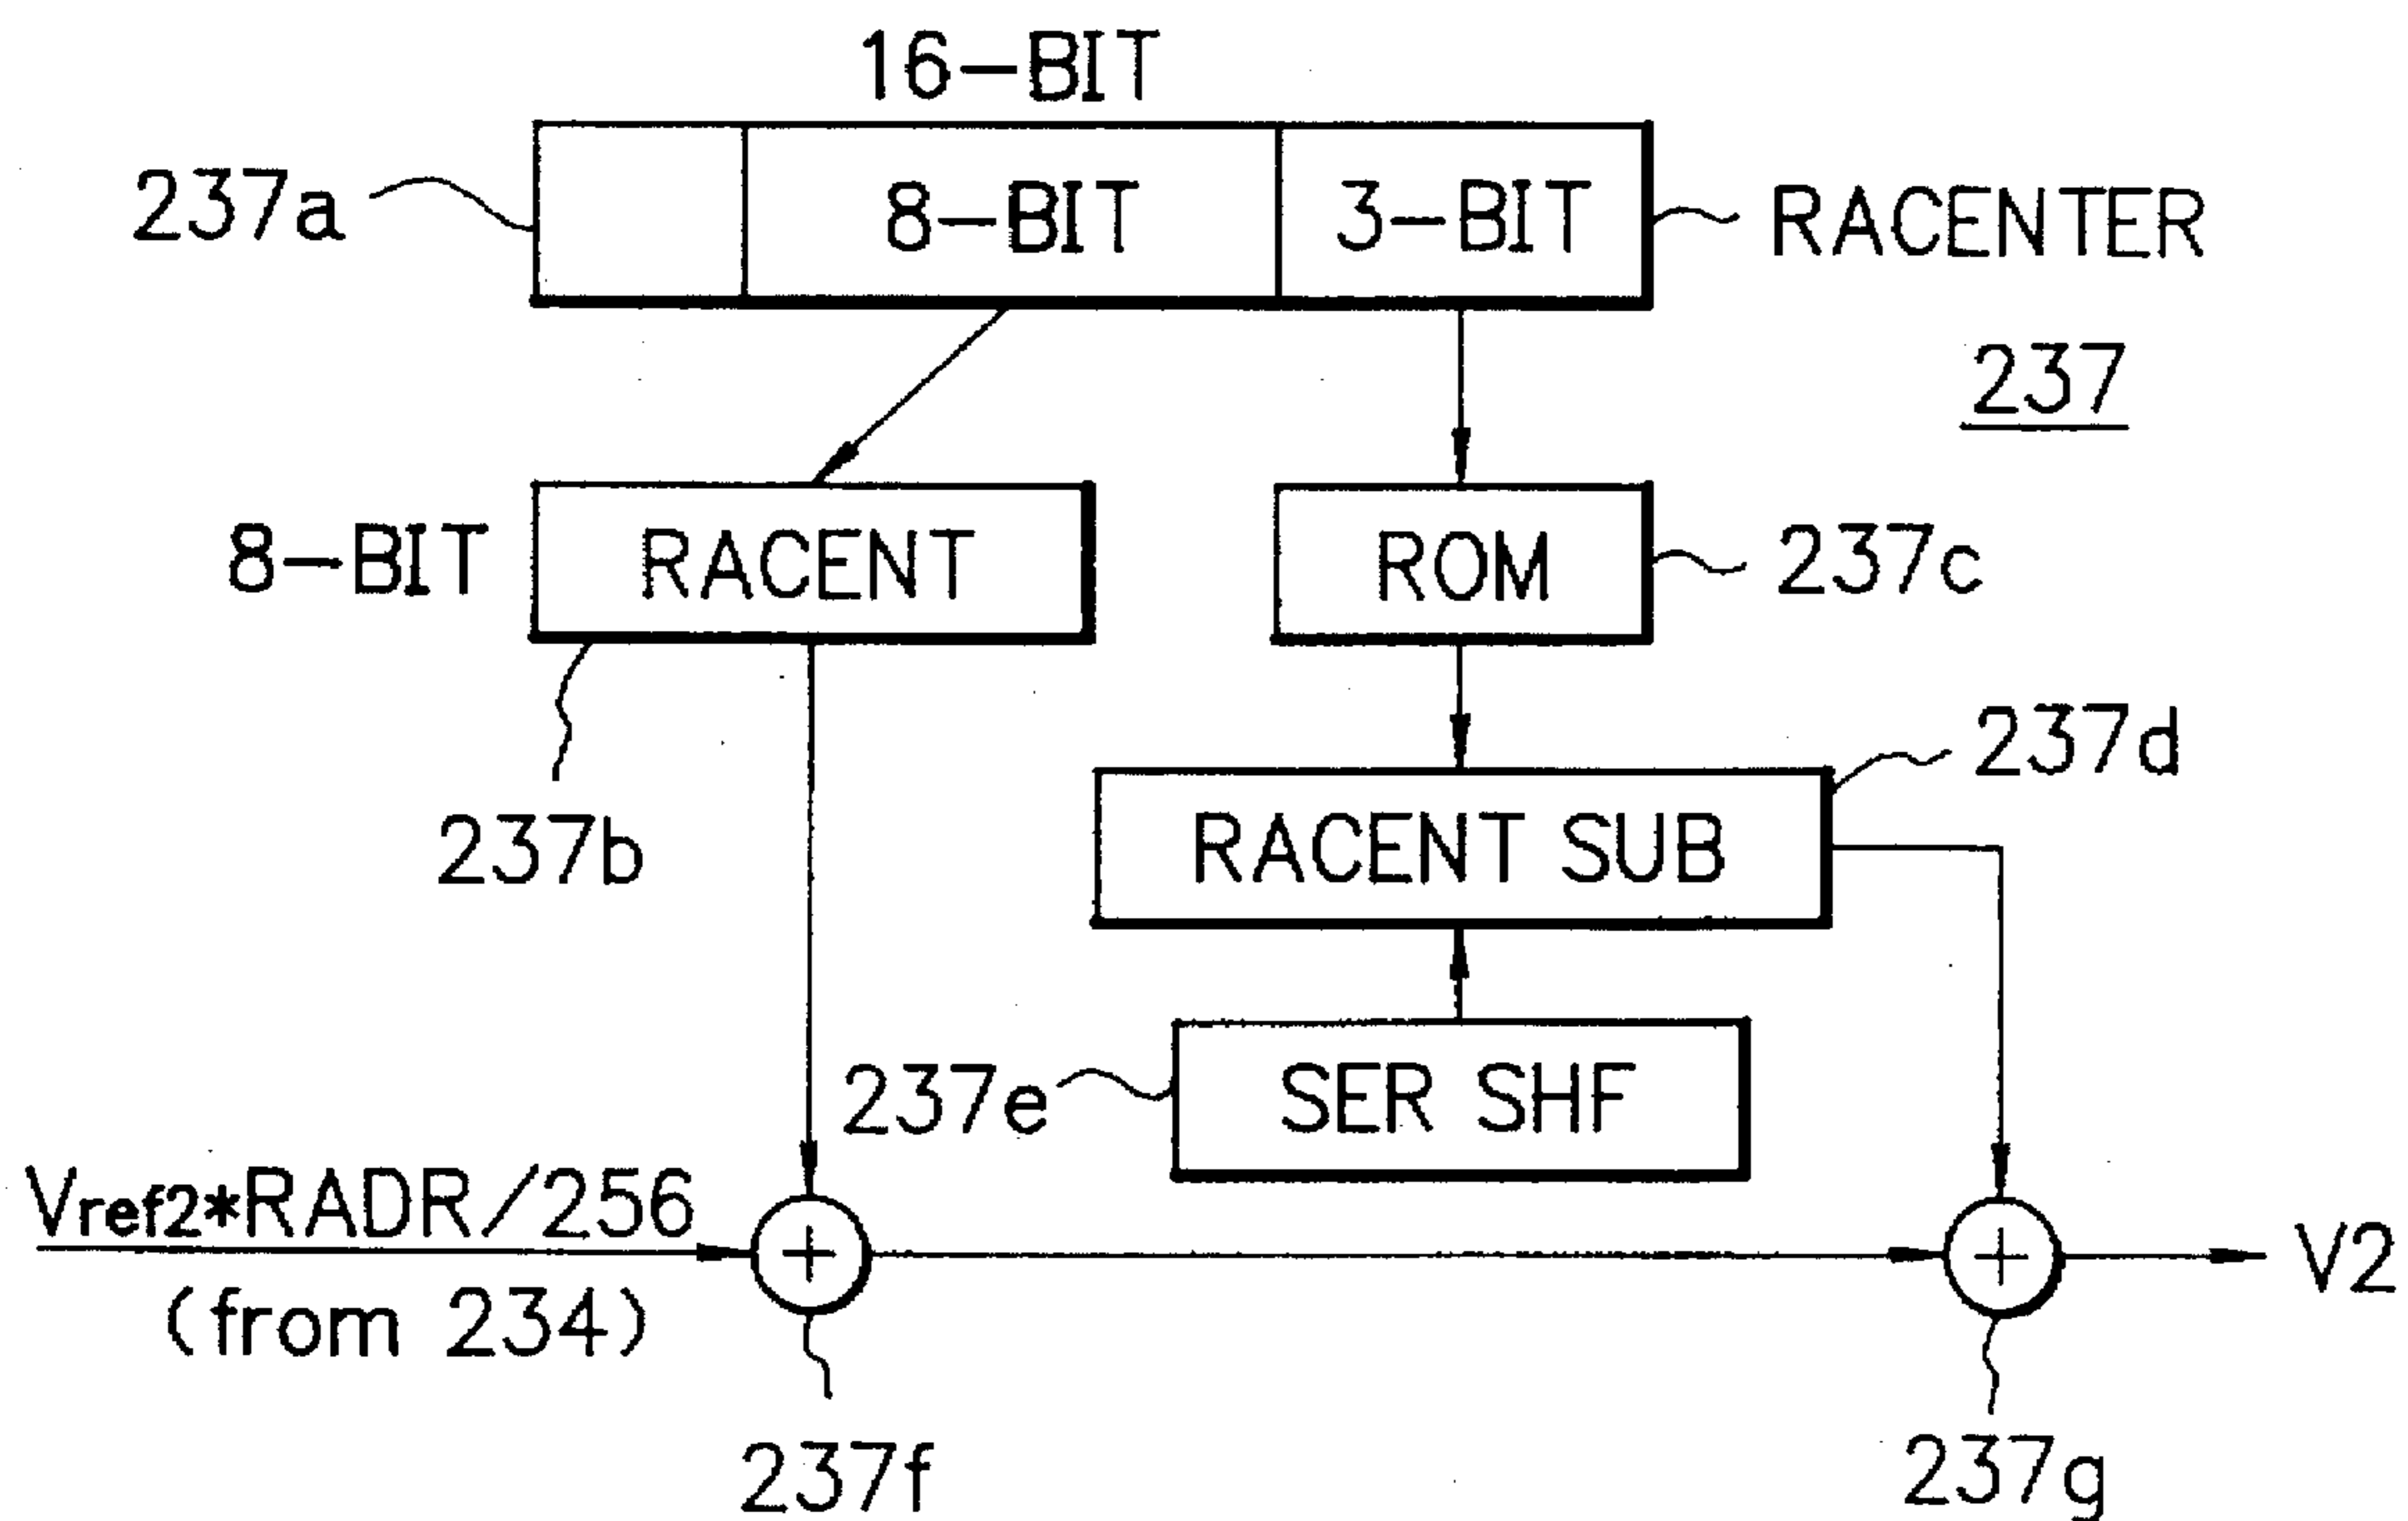 16-BIT
237a
8-BIT
3-BIT
RACENTER
237
8-BIT
RACENT
ROM
237c
237b
RACENT SUB
237d
237e
SER SHF
Vref2*RADR/256
(from 234)
+
+
V2
237f
237g